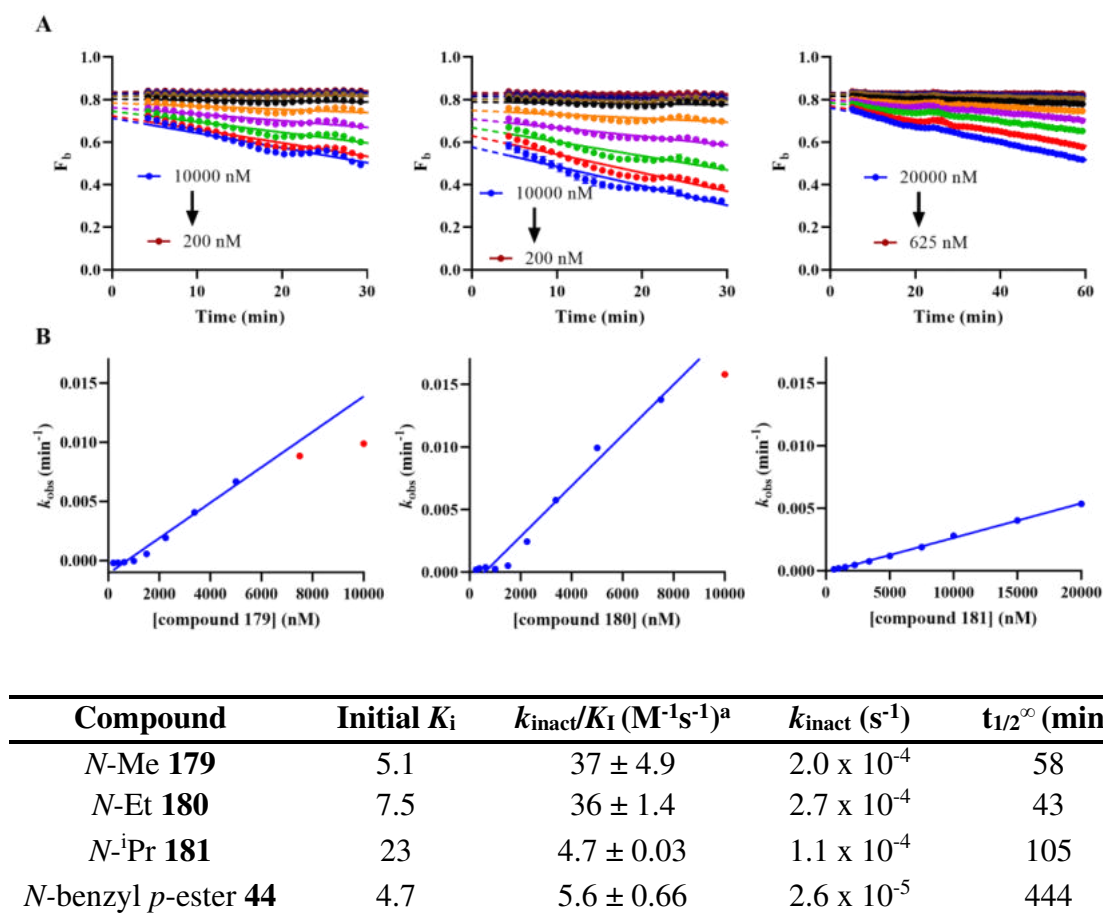 A
F_b
1.0
0.8
0.6
0.4
0.2
0.0
10000 nM
200 nM
0 10 20 30
Time (min)
F_b
1.0
0.8
0.6
0.4
0.2
0.0
10000 nM
200 nM
0 10 20 30
Time (min)
F_b
1.0
0.8
0.6
0.4
0.2
0.0
20000 nM
625 nM
0 20 40 60
Time (min)
B
k_obs (min⁻¹)
0.015
0.010
0.005
0.000
0 2000 4000 6000 8000 10000
[compound 179] (nM)
k_obs (min⁻¹)
0.015
0.010
0.005
0.000
0 2000 4000 6000 8000 10000
[compound 180] (nM)
k_obs (min⁻¹)
0.015
0.010
0.005
0.000
0 5000 10000 15000 20000
[compound 181] (nM)
Compound Initial K_i k_inact/K_I (M⁻¹s⁻¹)ᵃ k_inact (s⁻¹) t_1/2^∞ (min
N-Me 179 5.1 37 ± 4.9 2.0 x 10⁻⁴ 58
N-Et 180 7.5 36 ± 1.4 2.7 x 10⁻⁴ 43
N-ⁱPr 181 23 4.7 ± 0.03 1.1 x 10⁻⁴ 105
N-benzyl p-ester 44 4.7 5.6 ± 0.66 2.6 x 10⁻⁵ 444